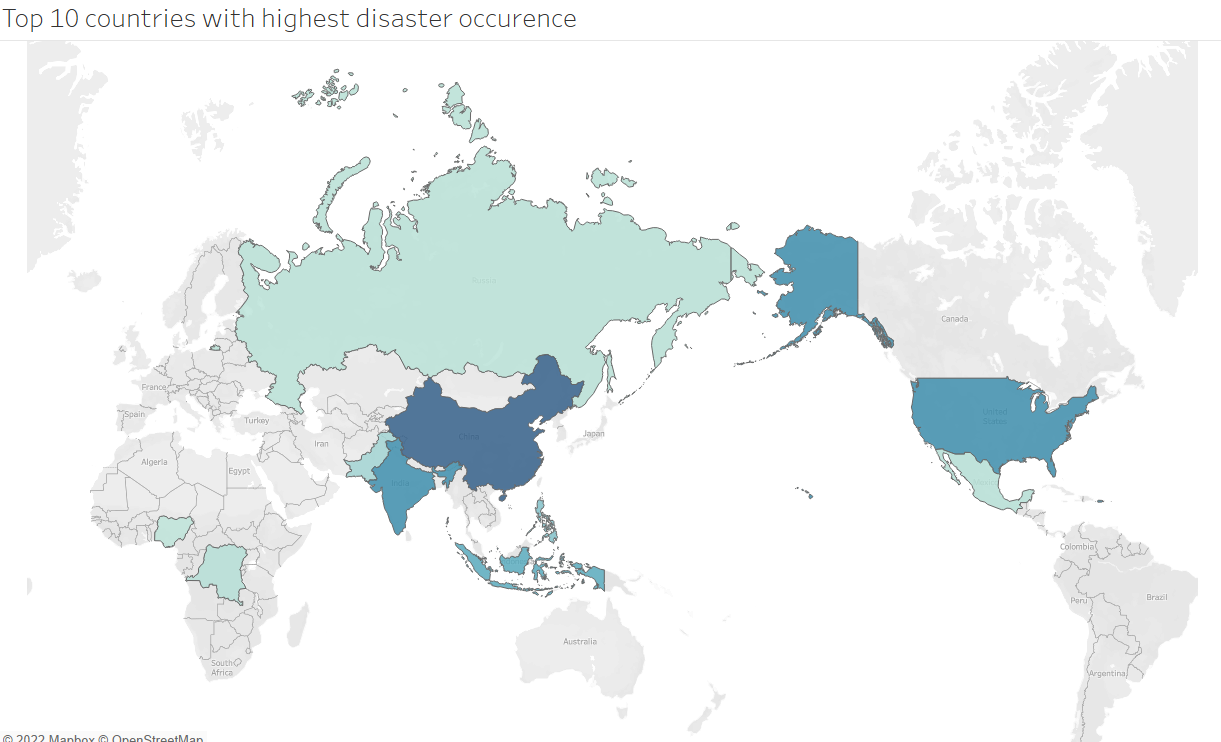 Top 10 countries with highest disaster occurence
Russia
Canada
France
Spain
Turkey
United
States
Japan
China
Iran
Algeria
Egypt
India
Colombia
Peru
Brazil
Australia
South
Africa
Argentina
© 2022 Mapbox © OpenStreetMap